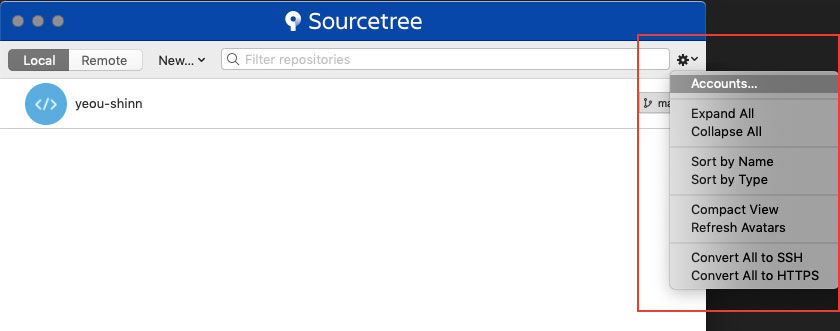 Sourcetree
Local Remote New... Filter repositories
Accounts...
yeou-shinn
Expand All
Collapse All
Sort by Name
Sort by Type
Compact View
Refresh Avatars
Convert All to SSH
Convert All to HTTPS